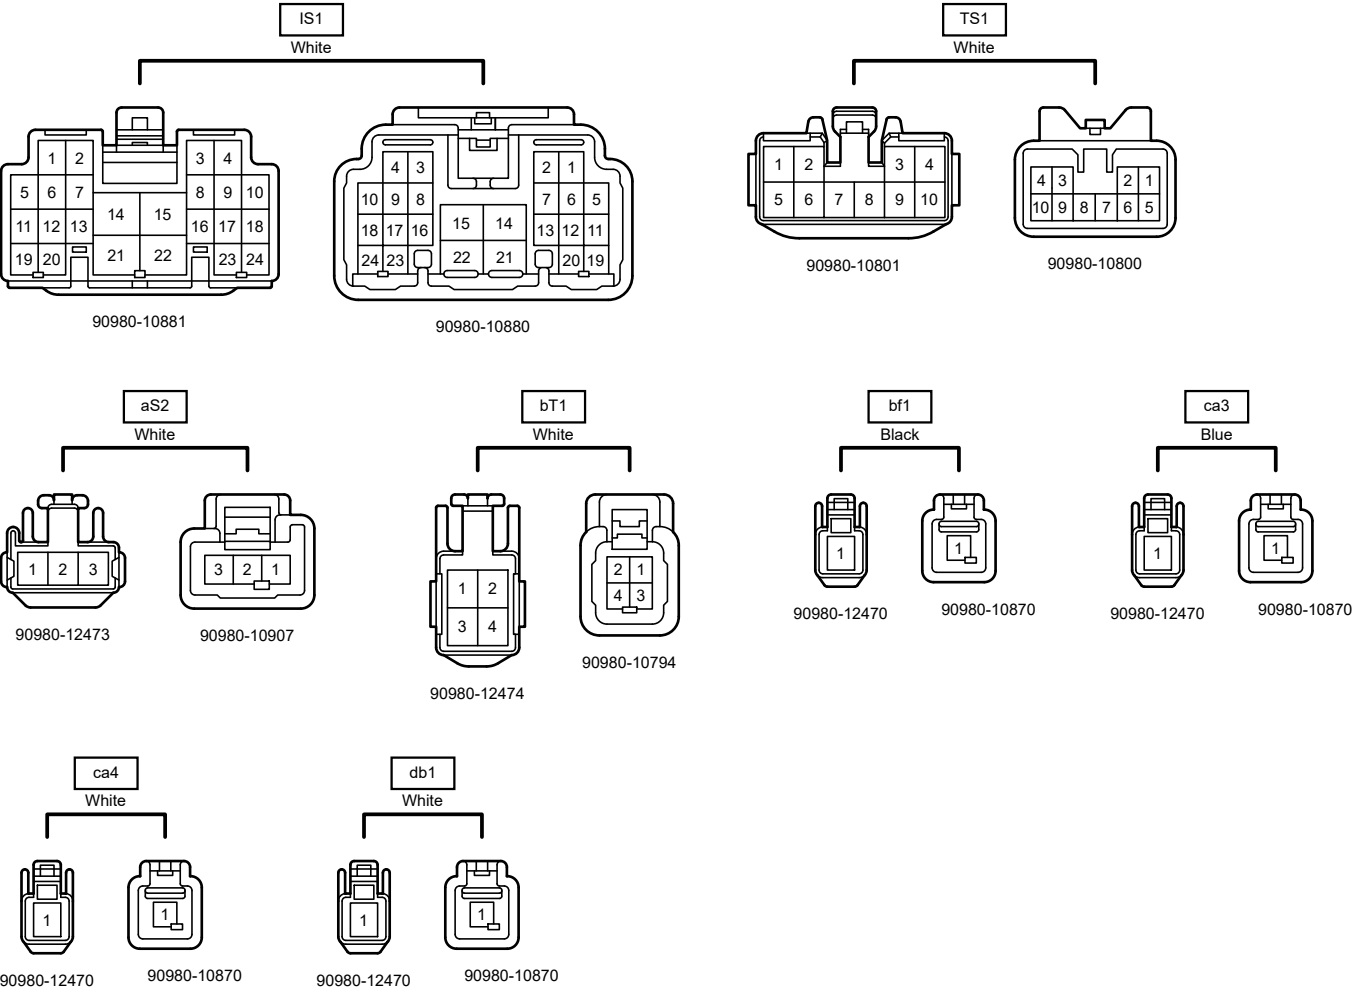 IS1
White
1 2 3 4
5 6 7 8 9 10
11 12 13 14 15 16 17 18
19 20 21 22 23 24
90980-10881
4 3 2 1
10 9 8 7 6 5
18 17 16 15 14 13 12 11
24 23 22 21 20 19
90980-10880
TS1
White
1 2 3 4
5 6 7 8 9 10
90980-10801
4 3 2 1
10 9 8 7 6 5
90980-10800
aS2
White
1 2 3
90980-12473
3 2 1
90980-10907
bT1
White
1 2
3 4
90980-12474
2 1
4 3
90980-10794
bf1
Black
1
90980-12470
1
90980-10870
ca3
Blue
1
90980-12470
1
90980-10870
ca4
White
1
90980-12470
1
90980-10870
db1
White
1
90980-12470
1
90980-10870